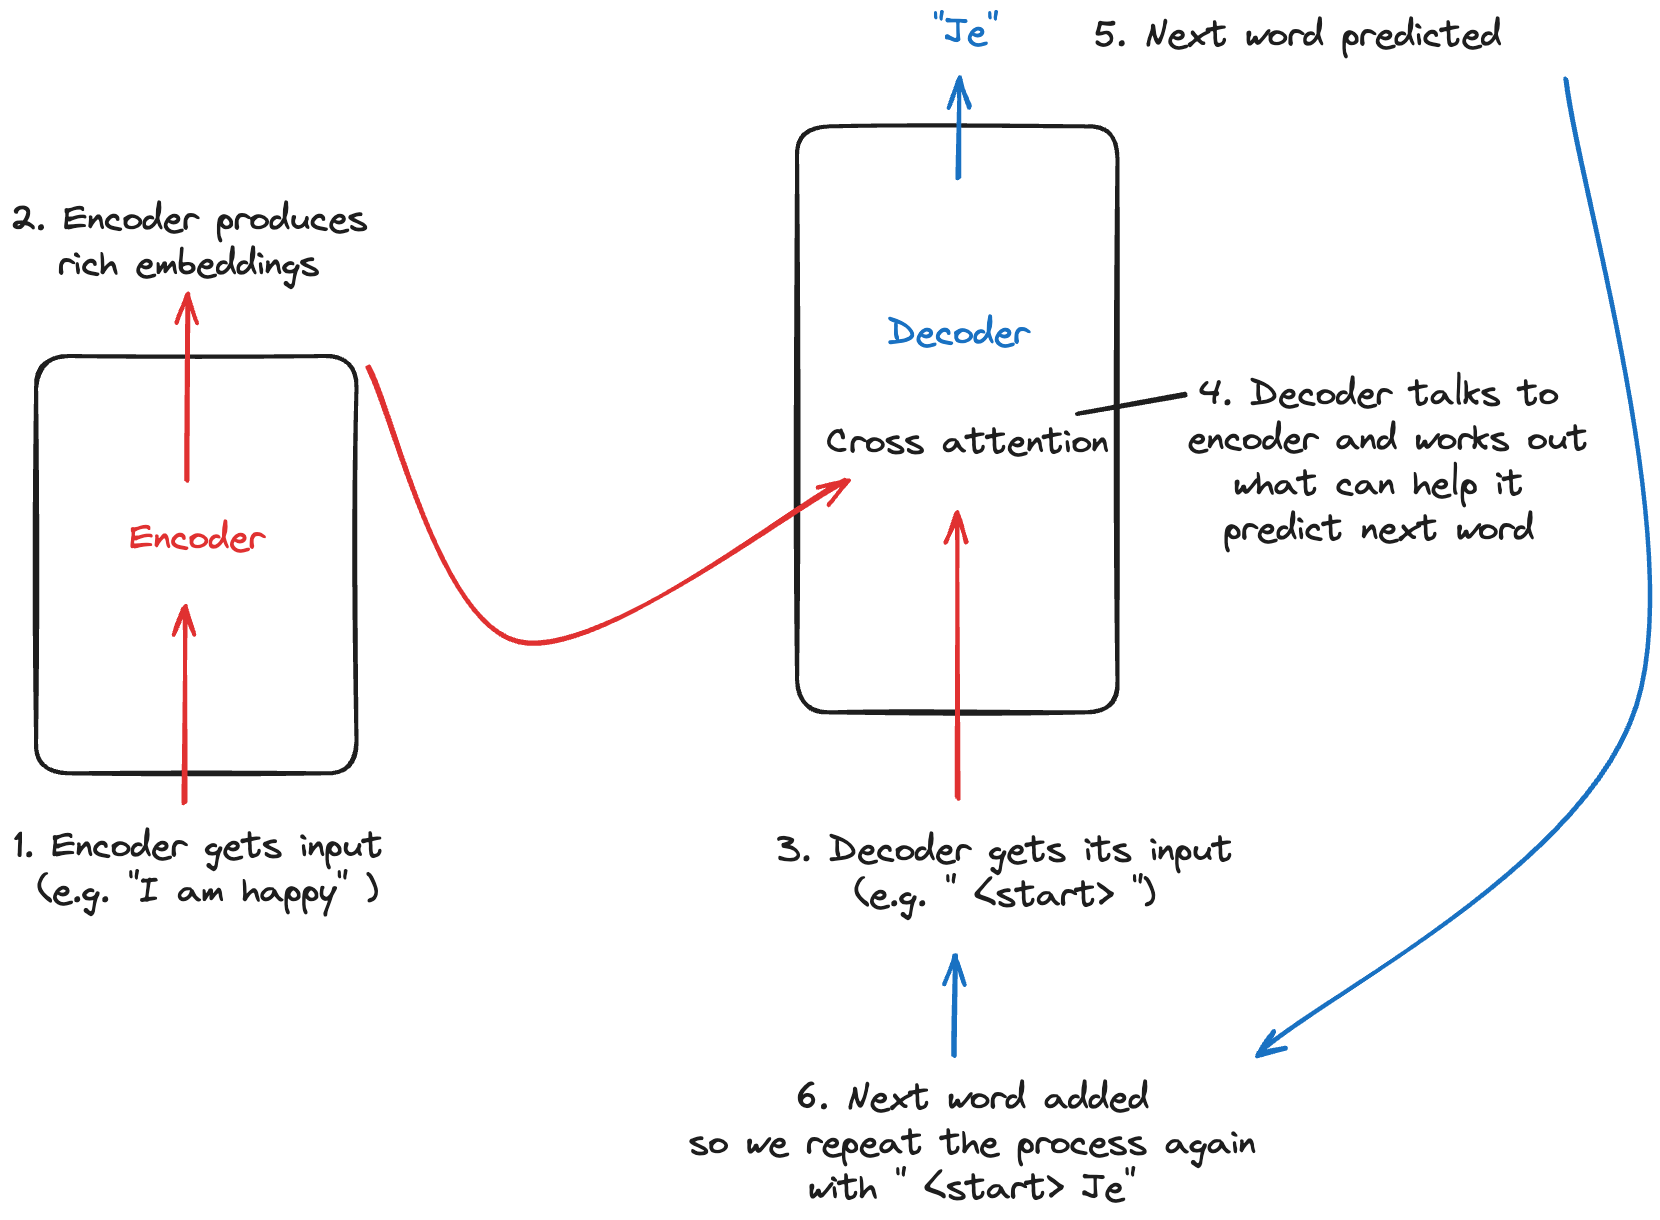 "Je"
5. Next word predicted
2. Encoder produces
rich embeddings
Decoder
Cross attention
4. Decoder talks to
encoder and works out
what can help it
predict next word
Encoder
1. Encoder gets input
(e.g. "I am happy" )
3. Decoder gets its input
(e.g. " <start> ")
6. Next word added
so we repeat the process again
with " <start> Je"